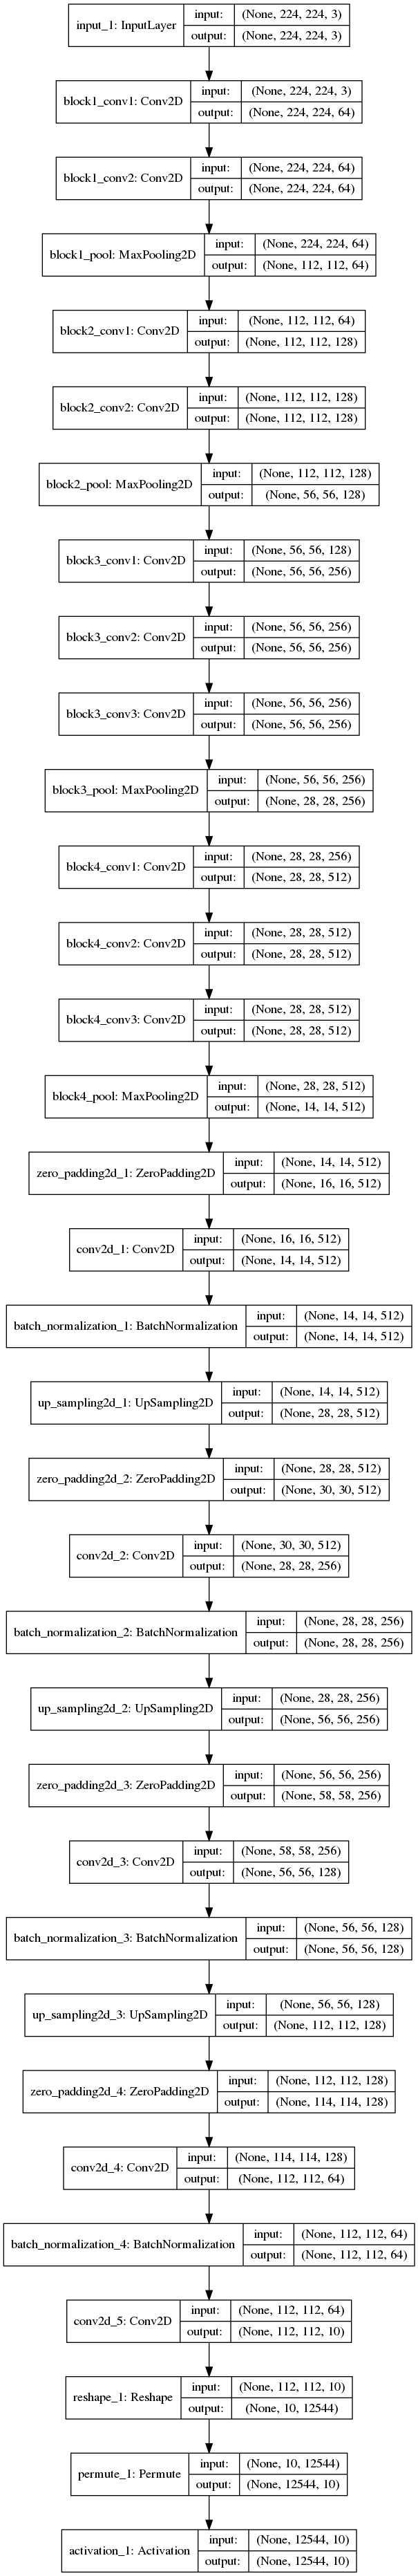 input_1: InputLayer
input: (None, 224, 224, 3)
output: (None, 224, 224, 3)
block1_conv1: Conv2D
input: (None, 224, 224, 3)
output: (None, 224, 224, 64)
block1_conv2: Conv2D
input: (None, 224, 224, 64)
output: (None, 224, 224, 64)
block1_pool: MaxPooling2D
input: (None, 224, 224, 64)
output: (None, 112, 112, 64)
block2_conv1: Conv2D
input: (None, 112, 112, 64)
output: (None, 112, 112, 128)
block2_conv2: Conv2D
input: (None, 112, 112, 128)
output: (None, 112, 112, 128)
block2_pool: MaxPooling2D
input: (None, 112, 112, 128)
output: (None, 56, 56, 128)
block3_conv1: Conv2D
input: (None, 56, 56, 128)
output: (None, 56, 56, 256)
block3_conv2: Conv2D
input: (None, 56, 56, 256)
output: (None, 56, 56, 256)
block3_conv3: Conv2D
input: (None, 56, 56, 256)
output: (None, 56, 56, 256)
block3_pool: MaxPooling2D
input: (None, 56, 56, 256)
output: (None, 28, 28, 256)
block4_conv1: Conv2D
input: (None, 28, 28, 256)
output: (None, 28, 28, 512)
block4_conv2: Conv2D
input: (None, 28, 28, 512)
output: (None, 28, 28, 512)
block4_conv3: Conv2D
input: (None, 28, 28, 512)
output: (None, 28, 28, 512)
block4_pool: MaxPooling2D
input: (None, 28, 28, 512)
output: (None, 14, 14, 512)
zero_padding2d_1: ZeroPadding2D
input: (None, 14, 14, 512)
output: (None, 16, 16, 512)
conv2d_1: Conv2D
input: (None, 16, 16, 512)
output: (None, 14, 14, 512)
batch_normalization_1: BatchNormalization
input: (None, 14, 14, 512)
output: (None, 14, 14, 512)
up_sampling2d_1: UpSampling2D
input: (None, 14, 14, 512)
output: (None, 28, 28, 512)
zero_padding2d_2: ZeroPadding2D
input: (None, 28, 28, 512)
output: (None, 30, 30, 512)
conv2d_2: Conv2D
input: (None, 30, 30, 512)
output: (None, 28, 28, 256)
batch_normalization_2: BatchNormalization
input: (None, 28, 28, 256)
output: (None, 28, 28, 256)
up_sampling2d_2: UpSampling2D
input: (None, 28, 28, 256)
output: (None, 56, 56, 256)
zero_padding2d_3: ZeroPadding2D
input: (None, 56, 56, 256)
output: (None, 58, 58, 256)
conv2d_3: Conv2D
input: (None, 58, 58, 256)
output: (None, 56, 56, 128)
batch_normalization_3: BatchNormalization
input: (None, 56, 56, 128)
output: (None, 56, 56, 128)
up_sampling2d_3: UpSampling2D
input: (None, 56, 56, 128)
output: (None, 112, 112, 128)
zero_padding2d_4: ZeroPadding2D
input: (None, 112, 112, 128)
output: (None, 114, 114, 128)
conv2d_4: Conv2D
input: (None, 114, 114, 128)
output: (None, 112, 112, 64)
batch_normalization_4: BatchNormalization
input: (None, 112, 112, 64)
output: (None, 112, 112, 64)
conv2d_5: Conv2D
input: (None, 112, 112, 64)
output: (None, 112, 112, 10)
reshape_1: Reshape
input: (None, 112, 112, 10)
output: (None, 10, 12544)
permute_1: Permute
input: (None, 10, 12544)
output: (None, 12544, 10)
activation_1: Activation
input: (None, 12544, 10)
output: (None, 12544, 10)